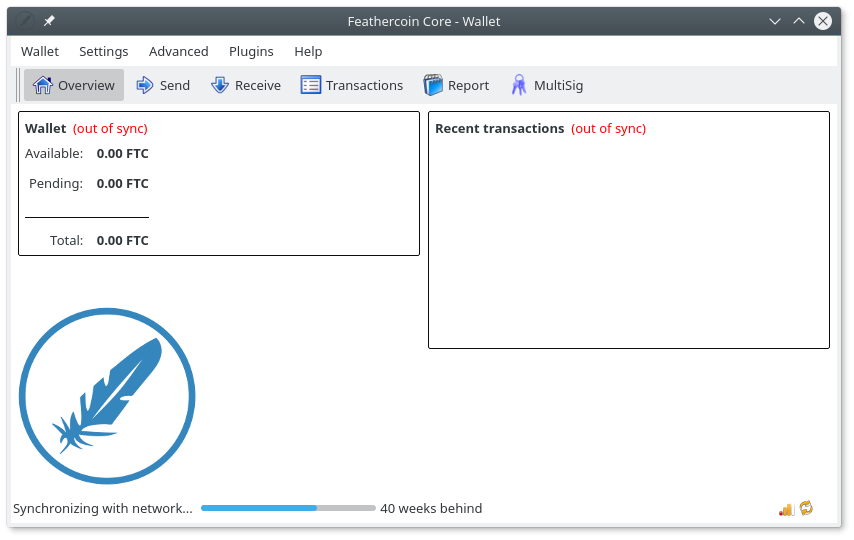 Feathercoin Core - Wallet
Wallet Settings Advanced Plugins Help
Overview Send Receive Transactions Report MultiSig
Wallet (out of sync)
Available: 0.00 FTC
Pending: 0.00 FTC
Total: 0.00 FTC
Recent transactions (out of sync)
Synchronizing with network... 40 weeks behind